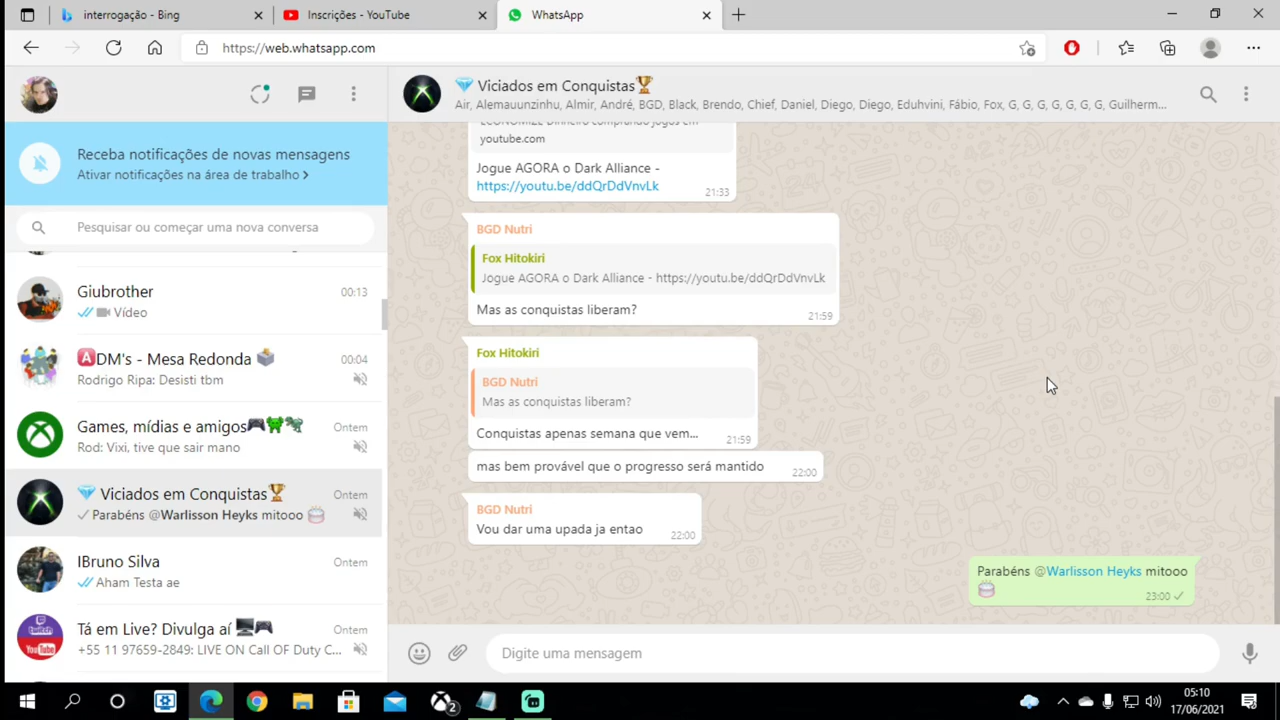 interrogação - Bing
Inscrições - YouTube
WhatsApp
https://web.whatsapp.com
Receba notificações de novas mensagens
Ativar notificações na área de trabalho >
Pesquisar ou começar uma nova conversa
Giubrother 00:13
Vídeo
🅰DM's - Mesa Redonda 🗳 00:04
Rodrigo Ripa: Desisti tbm
Games, mídias e amigos🎮 Ontem
Rod: Vixi, tive que sair mano
💎 Viciados em Conquistas🏆 Ontem
Parabéns @Warlisson Heyks mitooo 🎂
IBruno Silva Ontem
Aham Testa ae
Tá em Live? Divulga aí 🖥🎮 Ontem
+55 11 97659-2849: LIVE ON Call OF Duty C...
💎 Viciados em Conquistas🏆
Air, Alemauunzinhu, Almir, André, BGD, Black, Brendo, Chief, Daniel, Diego, Diego, Eduhvini, Fábio, Fox, G, G, G, G, G, G, G, Guilherm...
ECONOMIZE Dinheiro comprando jogos em
youtube.com
Jogue AGORA o Dark Alliance -
https://youtu.be/ddQrDdVnvLk
21:33
BGD Nutri
Fox Hitokiri
Jogue AGORA o Dark Alliance - https://youtu.be/ddQrDdVnvLk
Mas as conquistas liberam?
21:59
Fox Hitokiri
BGD Nutri
Mas as conquistas liberam?
Conquistas apenas semana que vem...
21:59
mas bem provável que o progresso será mantido
22:00
BGD Nutri
Vou dar uma upada ja entao
22:00
Parabéns @Warlisson Heyks mitooo
🎂
23:00
Digite uma mensagem
2
05:10
17/06/2021